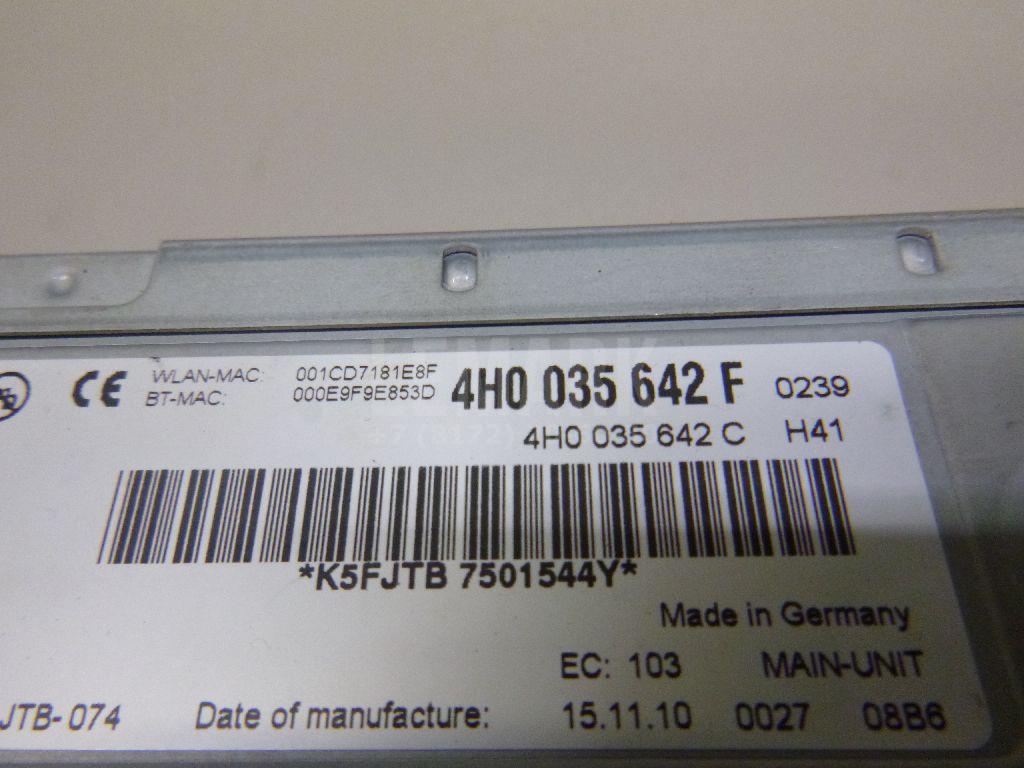 CE WLAN-MAC: 001CD7181E8F 4H0 035 642 F 0239
BT-MAC: 000E9F9E853D
4H0 035 642 C H41
*K5FJTB 7501544Y*
Made in Germany
EC: 103 MAIN-UNIT
JTB-074 Date of manufacture: 15.11.10 0027 08B6
LEMARK